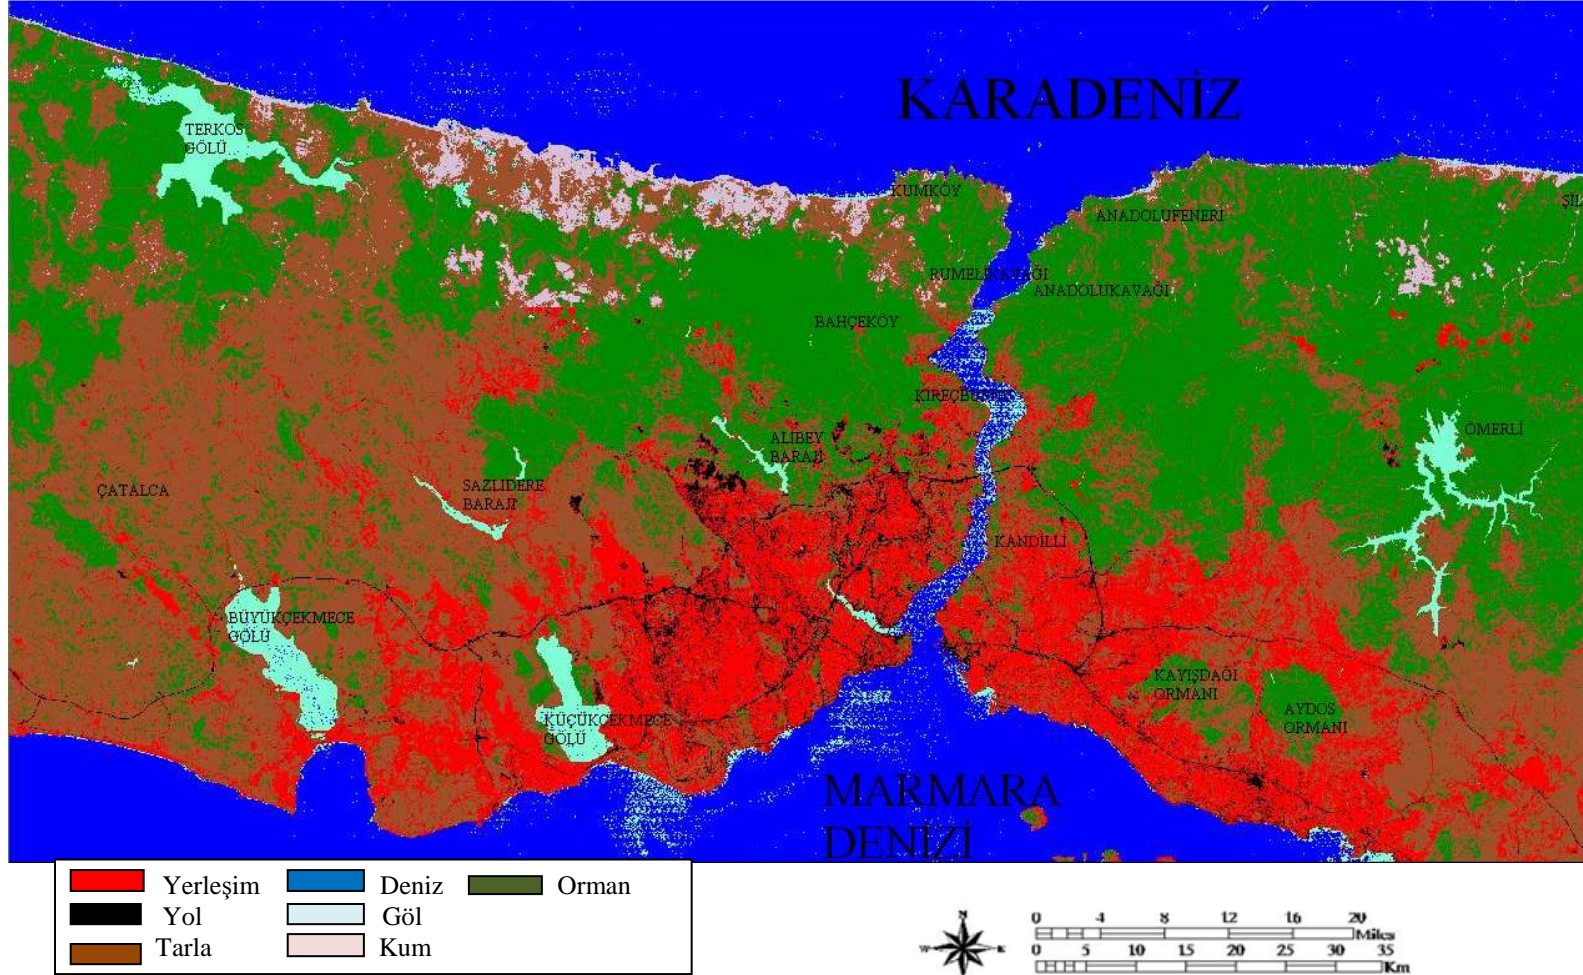 KARADENİZ
TERKOS
GÖLÜ
KUMKÖY
ANADOLUFENERİ
RUMELİKAVAĞI
ANADOLUKAVAĞI
BAHÇEKÖY
ALİBEY
BARAJI
ÖMERLİ
ÇATALCA
SAZLIDERE
BARAJI
KANDİLLİ
BÜYÜKÇEKMECE
GÖLÜ
KÜÇÜKÇEKMECE
GÖLÜ
KAYIŞDAĞI
ORMANI
AYDOS
ORMANI
MARMARA
DENİZİ
Yerleşim
Deniz
Orman
Yol
Göl
Tarla
Kum
N
W
E
0 4 8 12 16 20
Miles
0 5 10 15 20 25 30 35
Km